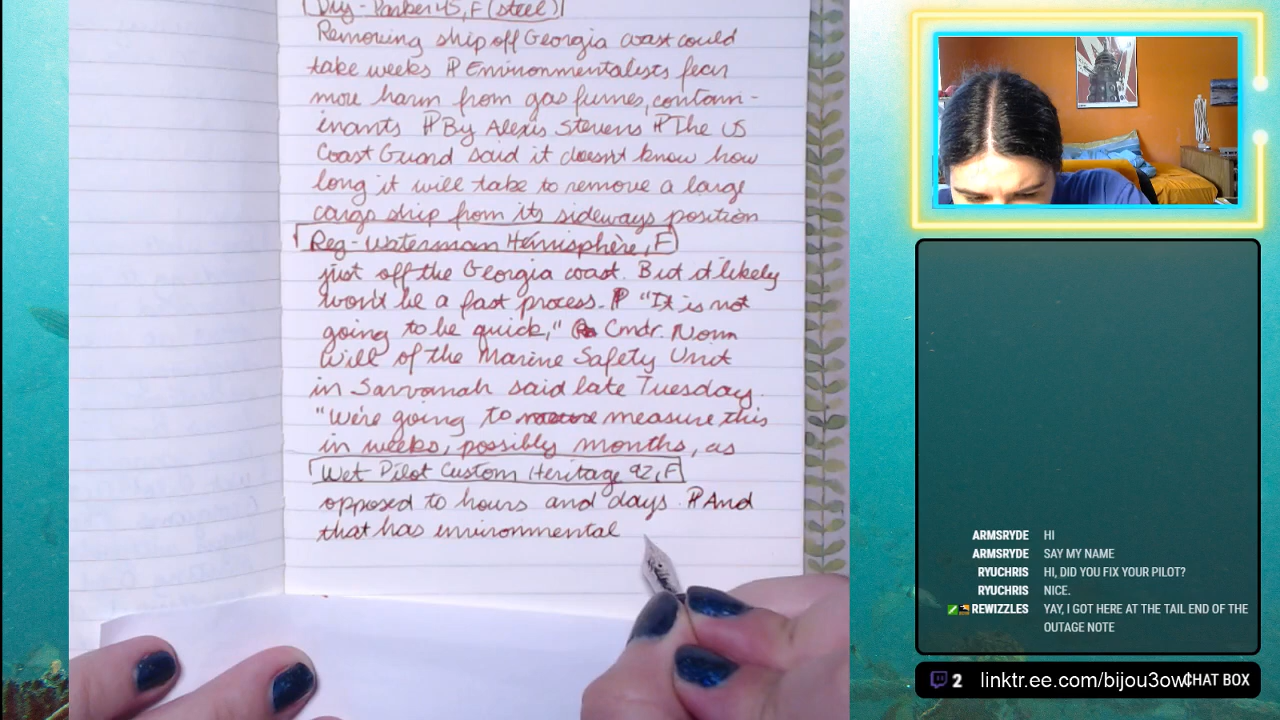 Dry-Parker 45, F (steel)
Removing ship off Georgia coast could
take weeks ¶ Environmentalists fear
more harm from gas fumes, contam-
inants ¶ By Alexis Stevens ¶ The US
Coast Guard said it doesn't know how
long it will take to remove a large
cargo ship from its sideways position
Reg-Waterman Hémisphère, F
just off the Georgia coast. But it likely
won't be a fast process. ¶ "It is not
going to be quick," Cmdr. Norm
Will of the Marine Safety Unit
in Savvanah said late Tuesday.
"We're going to measure this
in weeks, possibly months, as
Wet Pilot Custom Heritage 92, F
opposed to hours and days. ¶ And
that has environmental
ARMSRYDE HI
ARMSRYDE SAY MY NAME
RYUCHRIS HI, DID YOU FIX YOUR PILOT?
RYUCHRIS NICE.
REWIZZLES YAY, I GOT HERE AT THE TAIL END OF THE
OUTAGE NOTE
2 linktr.ee.com/bijou3owl CHAT BOX